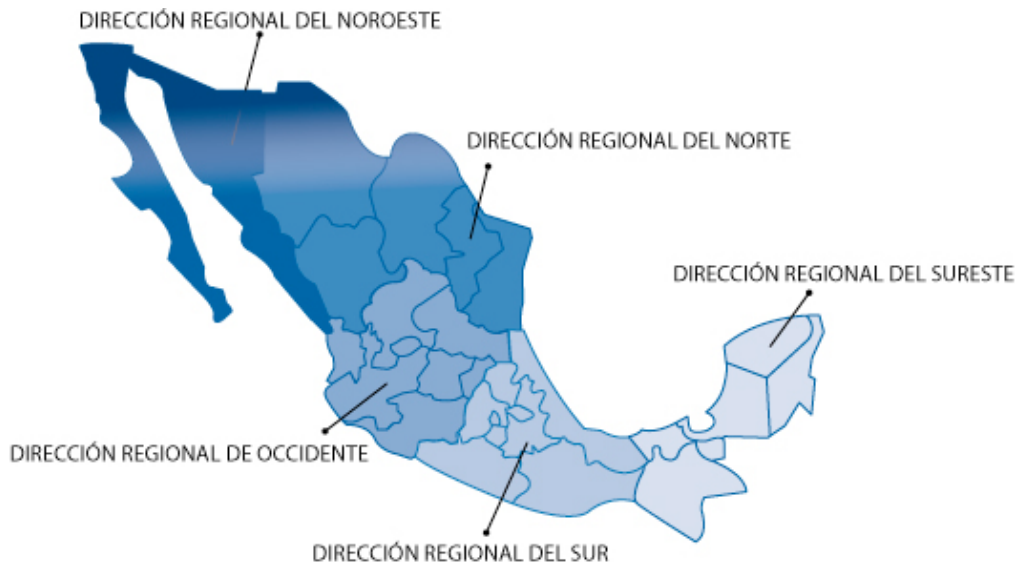 DIRECCIÓN REGIONAL DEL NOROESTE
DIRECCIÓN REGIONAL DEL NORTE
DIRECCIÓN REGIONAL DEL SURESTE
DIRECCIÓN REGIONAL DE OCCIDENTE
DIRECCIÓN REGIONAL DEL SUR